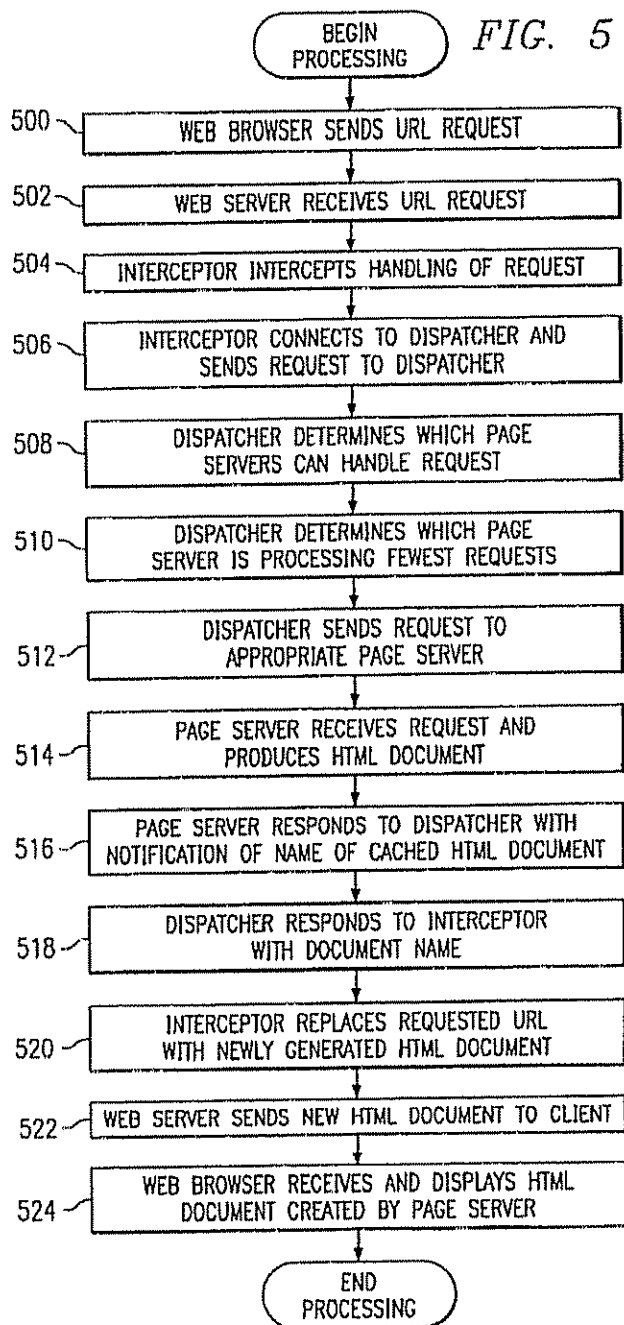 BEGIN
PROCESSING
FIG. 5
500
WEB BROWSER SENDS URL REQUEST
502
WEB SERVER RECEIVES URL REQUEST
504
INTERCEPTOR INTERCEPTS HANDLING OF REQUEST
506
INTERCEPTOR CONNECTS TO DISPATCHER AND
SENDS REQUEST TO DISPATCHER
508
DISPATCHER DETERMINES WHICH PAGE
SERVERS CAN HANDLE REQUEST
510
DISPATCHER DETERMINES WHICH PAGE
SERVER IS PROCESSING FEWEST REQUESTS
512
DISPATCHER SENDS REQUEST TO
APPROPRIATE PAGE SERVER
514
PAGE SERVER RECEIVES REQUEST AND
PRODUCES HTML DOCUMENT
516
PAGE SERVER RESPONDS TO DISPATCHER WITH
NOTIFICATION OF NAME OF CACHED HTML DOCUMENT
518
DISPATCHER RESPONDS TO INTERCEPTOR
WITH DOCUMENT NAME
520
INTERCEPTOR REPLACES REQUESTED URL
WITH NEWLY GENERATED HTML DOCUMENT
522
WEB SERVER SENDS NEW HTML DOCUMENT TO CLIENT
524
WEB BROWSER RECEIVES AND DISPLAYS HTML
DOCUMENT CREATED BY PAGE SERVER
END
PROCESSING